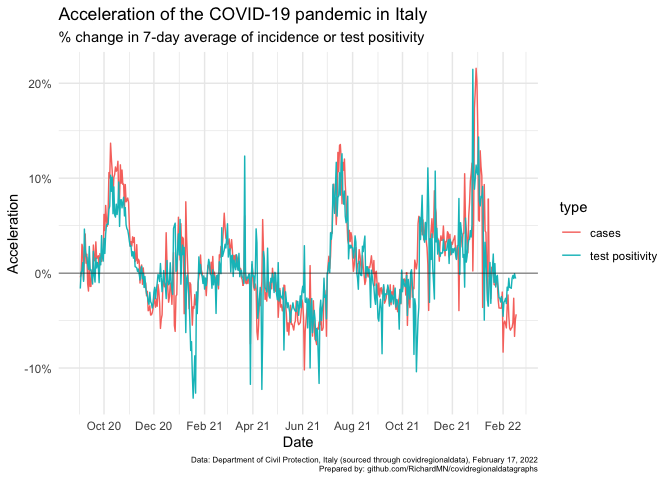 Acceleration of the COVID-19 pandemic in Italy
% change in 7-day average of incidence or test positivity
20%
10%
0%
-10%
Acceleration
Oct 20 Dec 20 Feb 21 Apr 21 Jun 21 Aug 21 Oct 21 Dec 21 Feb 22
Date
type
cases
test positivity
Data: Department of Civil Protection, Italy (sourced through covidregionaldata), February 17, 2022
Prepared by: github.com/RichardMN/covidregionaldatagraphs